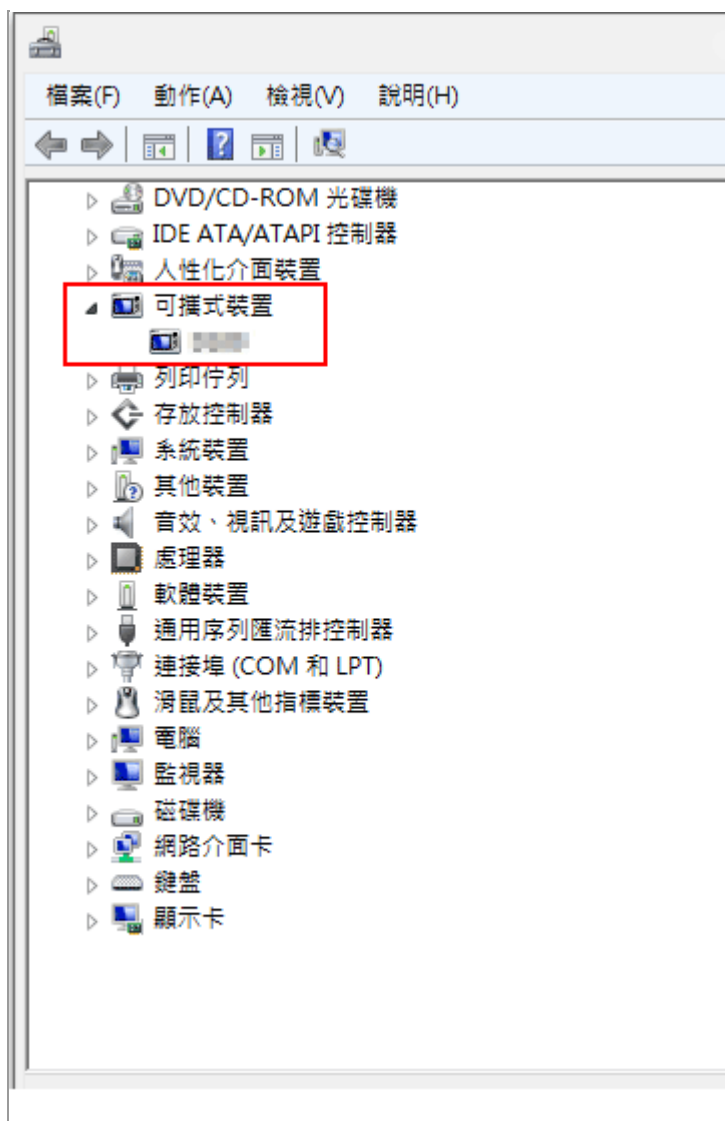 檔案(F) 動作(A) 檢視(V) 說明(H)
DVD/CD-ROM 光碟機
IDE ATA/ATAPI 控制器
人性化介面裝置
可攜式裝置
列印佇列
存放控制器
系統裝置
其他裝置
音效、視訊及遊戲控制器
處理器
軟體裝置
通用序列匯流排控制器
連接埠 (COM 和 LPT)
滑鼠及其他指標裝置
電腦
監視器
磁碟機
網路介面卡
鍵盤
顯示卡